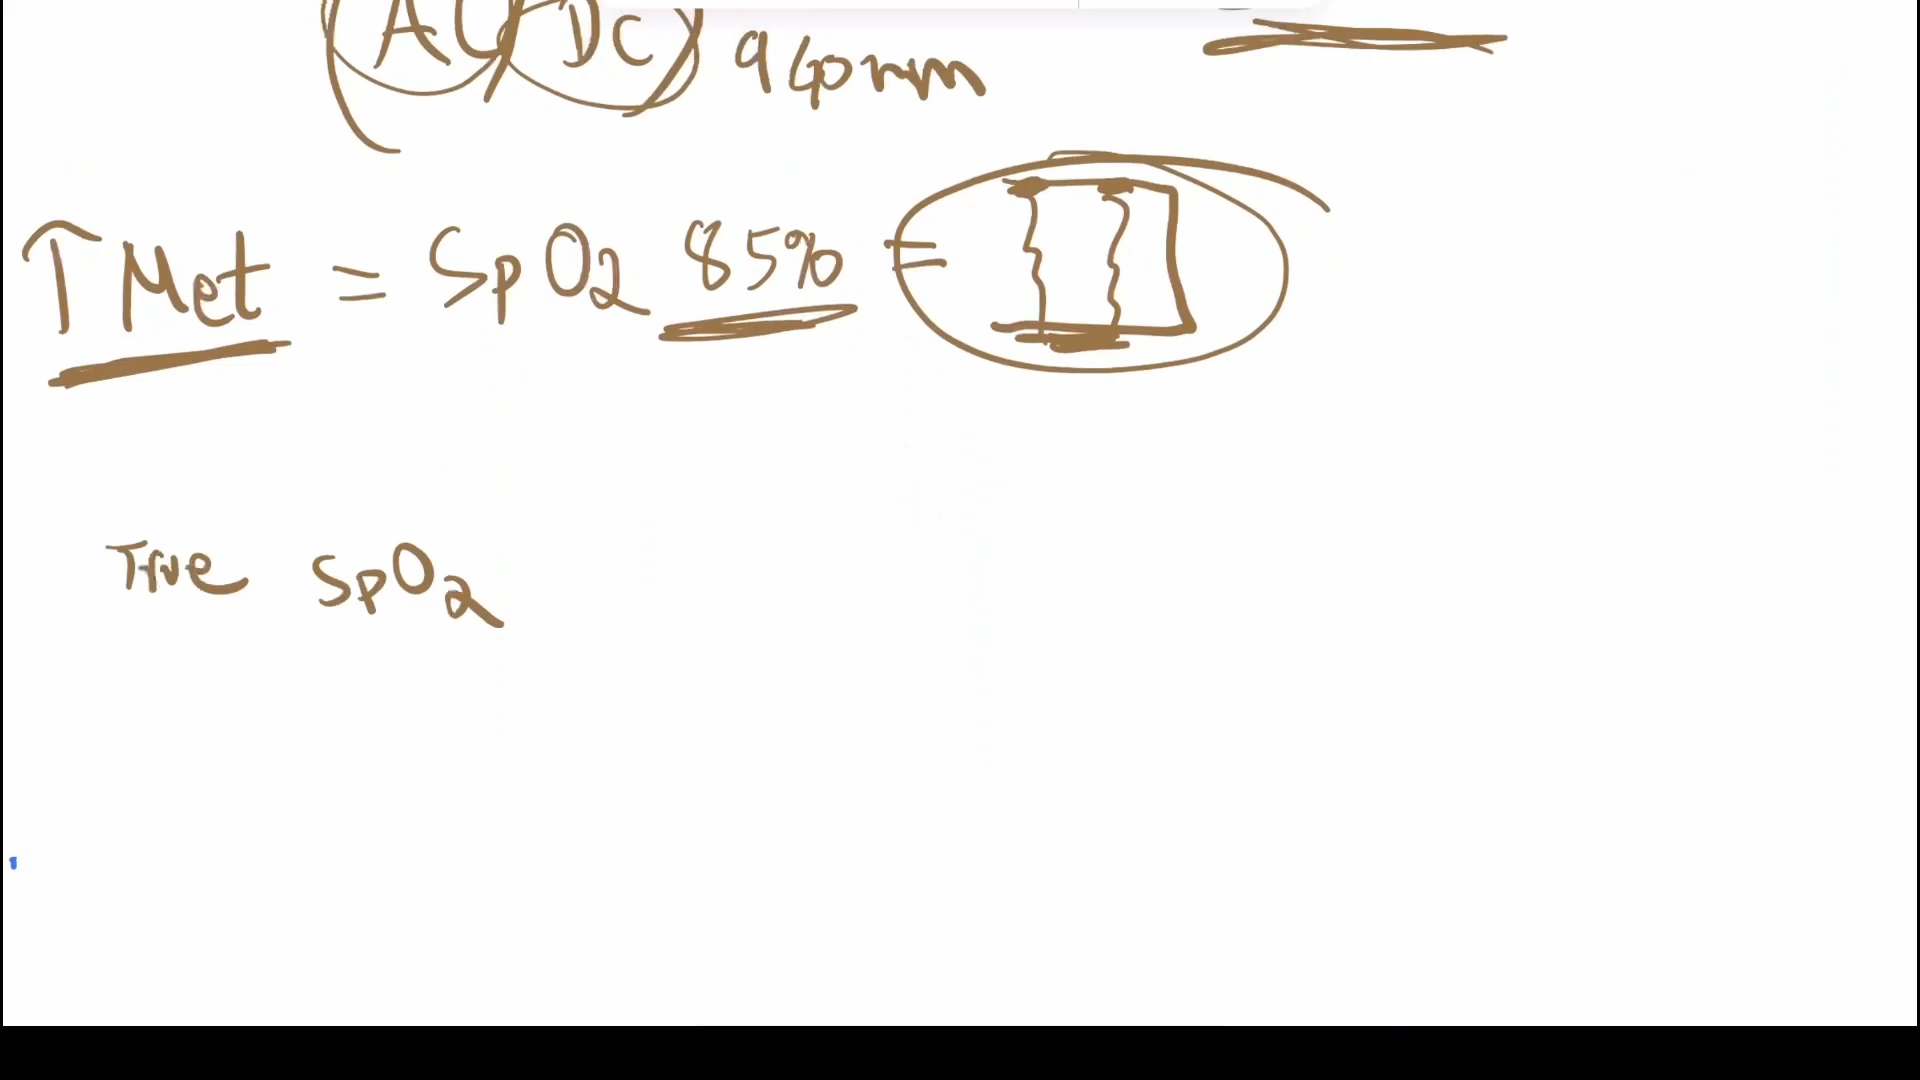 (AC/DC) 940nm
↑ Met = SpO2 85% =
True SpO2